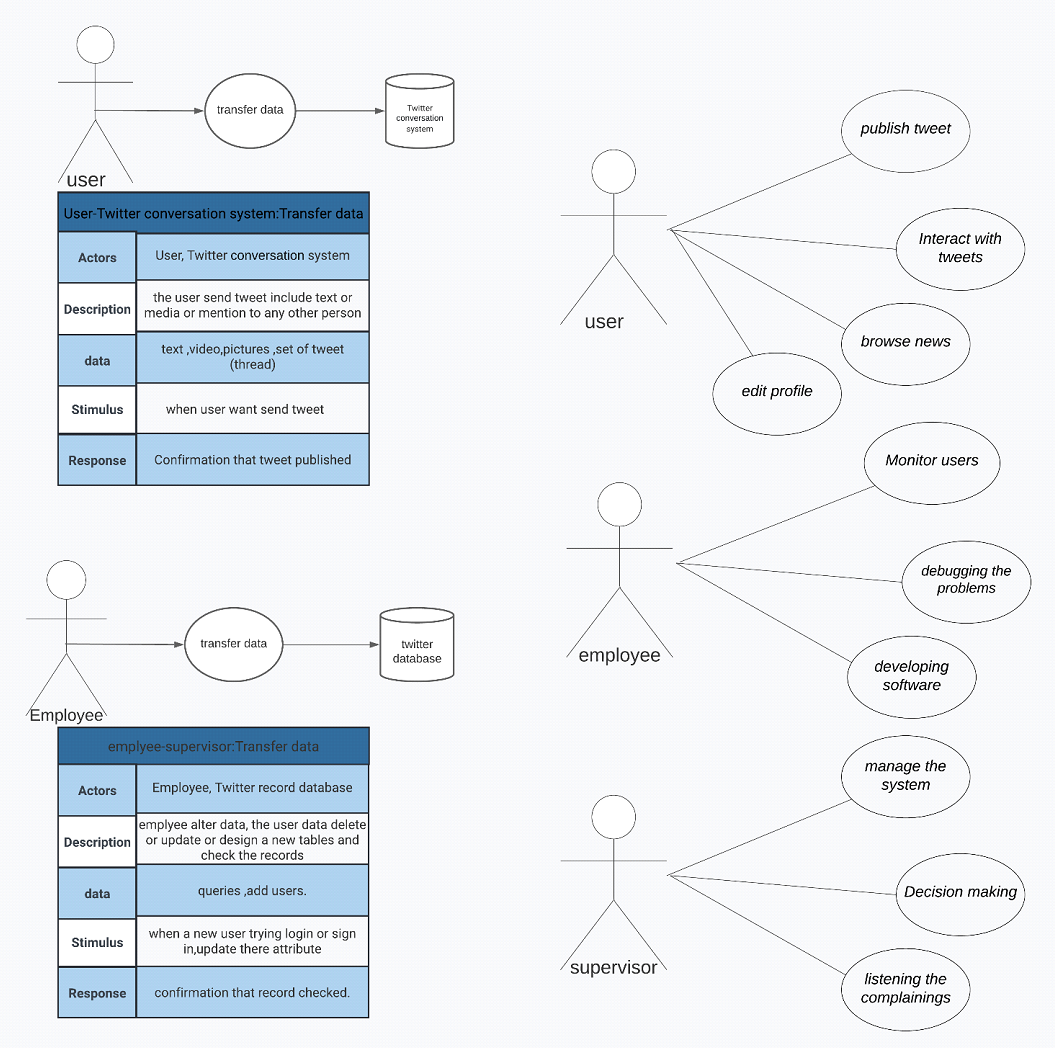 transfer data
Twitter
conversation
system
user
User-Twitter conversation system:Transfer data
Actors
User, Twitter conversation system
Description
the user send tweet include text or
media or mention to any other person
data
text ,video,pictures ,set of tweet
(thread)
Stimulus
when user want send tweet
Response
Confirmation that tweet published
transfer data
twitter
database
Employee
emplyee-supervisor:Transfer data
Actors
Employee, Twitter record database
Description
emplyee alter data, the user data delete
or update or design a new tables and
check the records
data
queries ,add users.
Stimulus
when a new user trying login or sign
in,update there attribute
Response
confirmation that record checked.
publish tweet
Interact with
tweets
user
browse news
edit profile
Monitor users
debugging the
problems
employee
developing
software
manage the
system
Decision making
supervisor
listening the
complainings